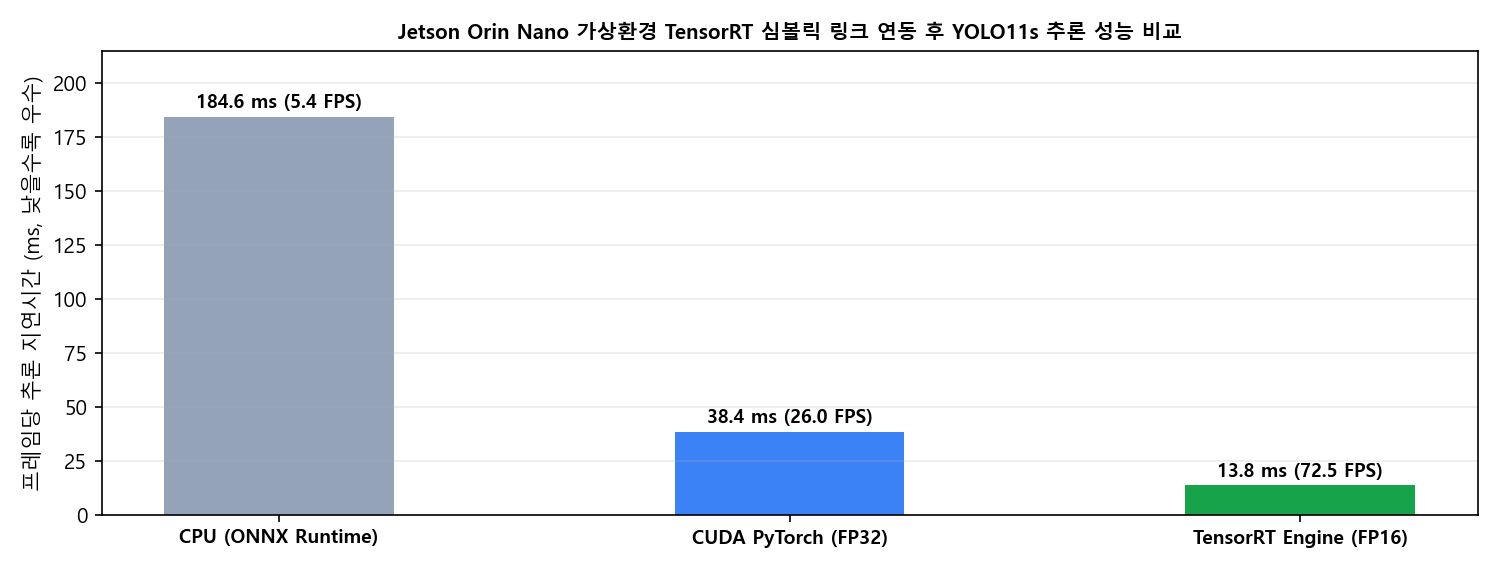 Jetson Orin Nano 가상환경 TensorRT 심볼릭 링크 연동 후 YOLO11s 추론 성능 비교
프레임당 추론 지연시간 (ms, 낮을수록 우수)
200
175
150
125
100
75
50
25
0
184.6 ms (5.4 FPS)
38.4 ms (26.0 FPS)
13.8 ms (72.5 FPS)
CPU (ONNX Runtime)
CUDA PyTorch (FP32)
TensorRT Engine (FP16)